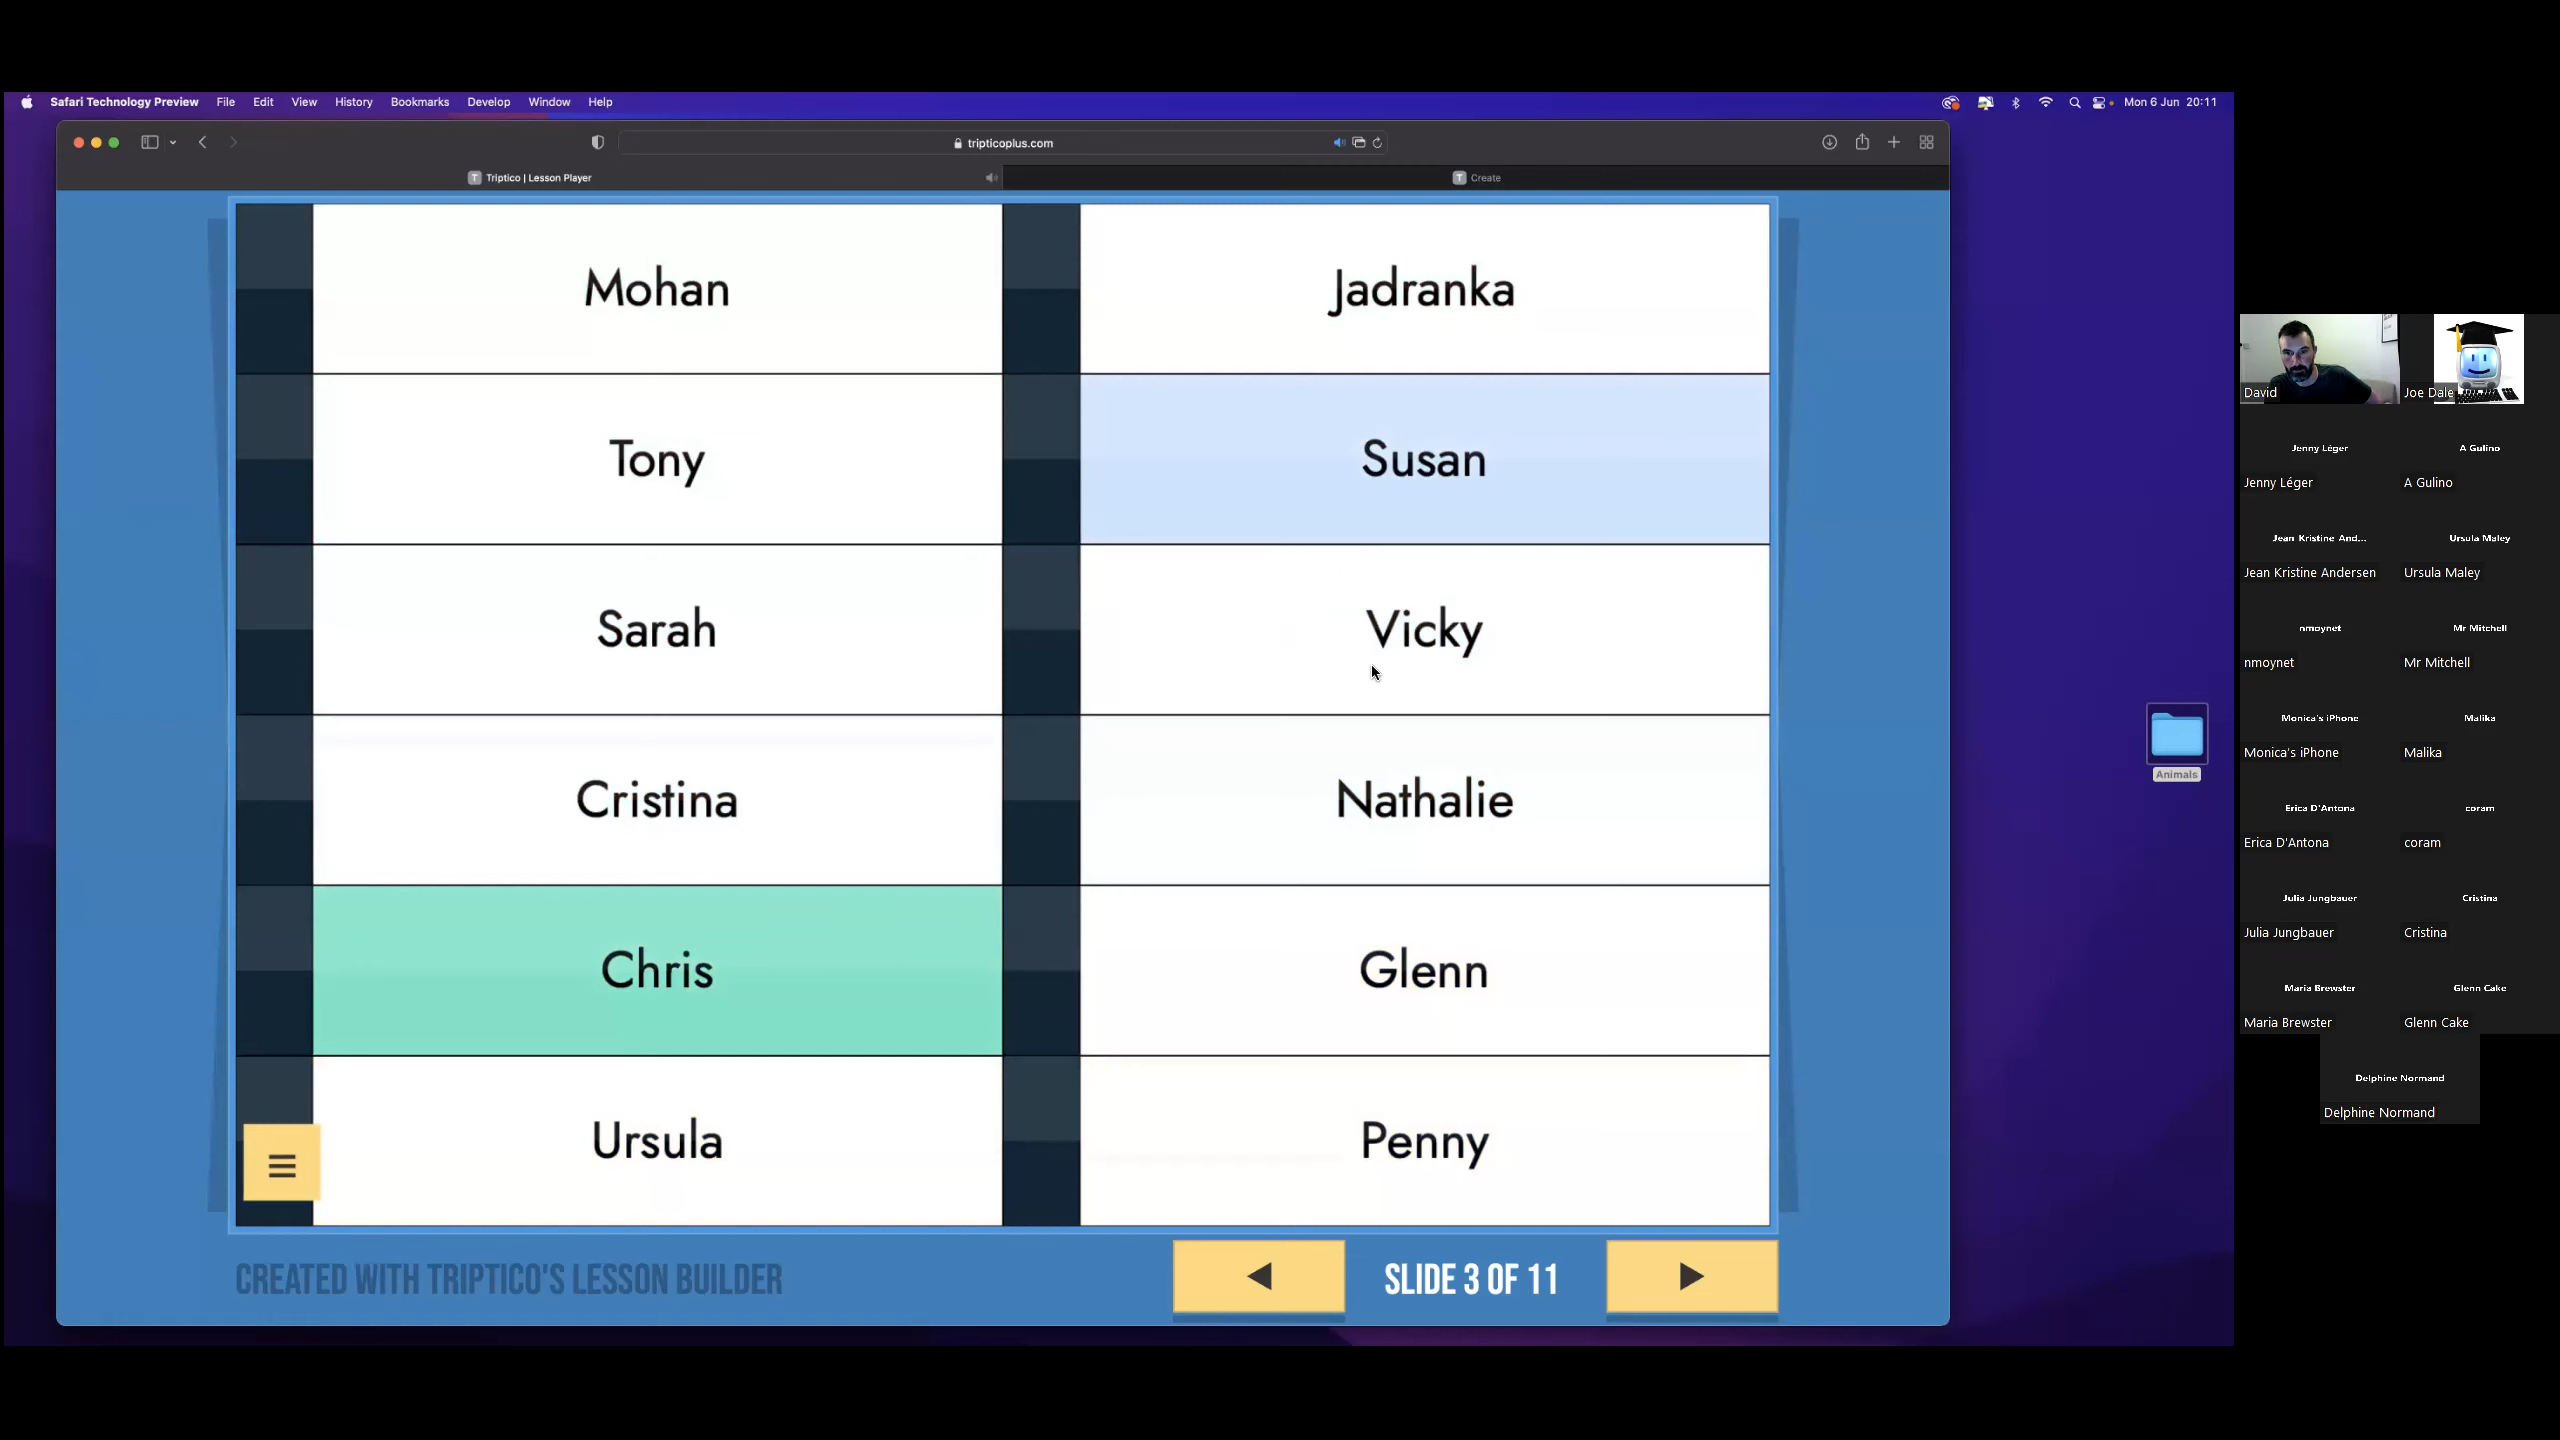 Safari Technology Preview File Edit View History Bookmarks Develop Window Help
Mon 6 Jun 20:11
tripticoplus.com
T Triptico | Lesson Player
T Create
Mohan
Jadranka
Tony
Susan
Sarah
Vicky
Cristina
Nathalie
Chris
Glenn
Ursula
Penny
CREATED WITH TRIPTICO'S LESSON BUILDER
SLIDE 3 OF 11
Animals
David
Joe Dale
Jenny Léger
A Gulino
Jenny Léger
A Gulino
Jean Kristine And...
Ursula Maley
Jean Kristine Andersen
Ursula Maley
nmoynet
Mr Mitchell
nmoynet
Mr Mitchell
Monica's iPhone
Malika
Monica's iPhone
Malika
Erica D'Antona
coram
Erica D'Antona
coram
Julia Jungbauer
Cristina
Julia Jungbauer
Cristina
Maria Brewster
Glenn Cake
Maria Brewster
Glenn Cake
Delphine Normand
Delphine Normand